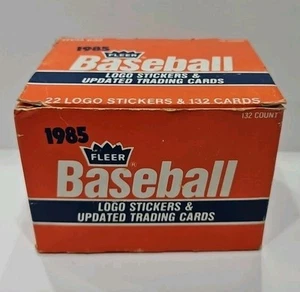 1985
FLEER
Baseball
LOGO STICKERS &
UPDATED TRADING CARDS
22 LOGO STICKERS & 132 CARDS
132 COUNT
1985
FLEER
Baseball
LOGO STICKERS &
UPDATED TRADING CARDS